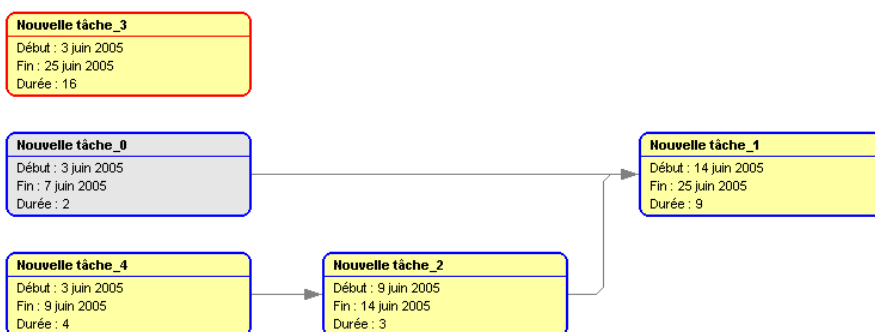 Nouvelle tâche_3
Début : 3 juin 2005
Fin : 25 juin 2005
Durée : 16
Nouvelle tâche_0
Début : 3 juin 2005
Fin : 7 juin 2005
Durée : 2
Nouvelle tâche_1
Début : 14 juin 2005
Fin : 25 juin 2005
Durée : 9
Nouvelle tâche_4
Début : 3 juin 2005
Fin : 9 juin 2005
Durée : 4
Nouvelle tâche_2
Début : 9 juin 2005
Fin : 14 juin 2005
Durée : 3